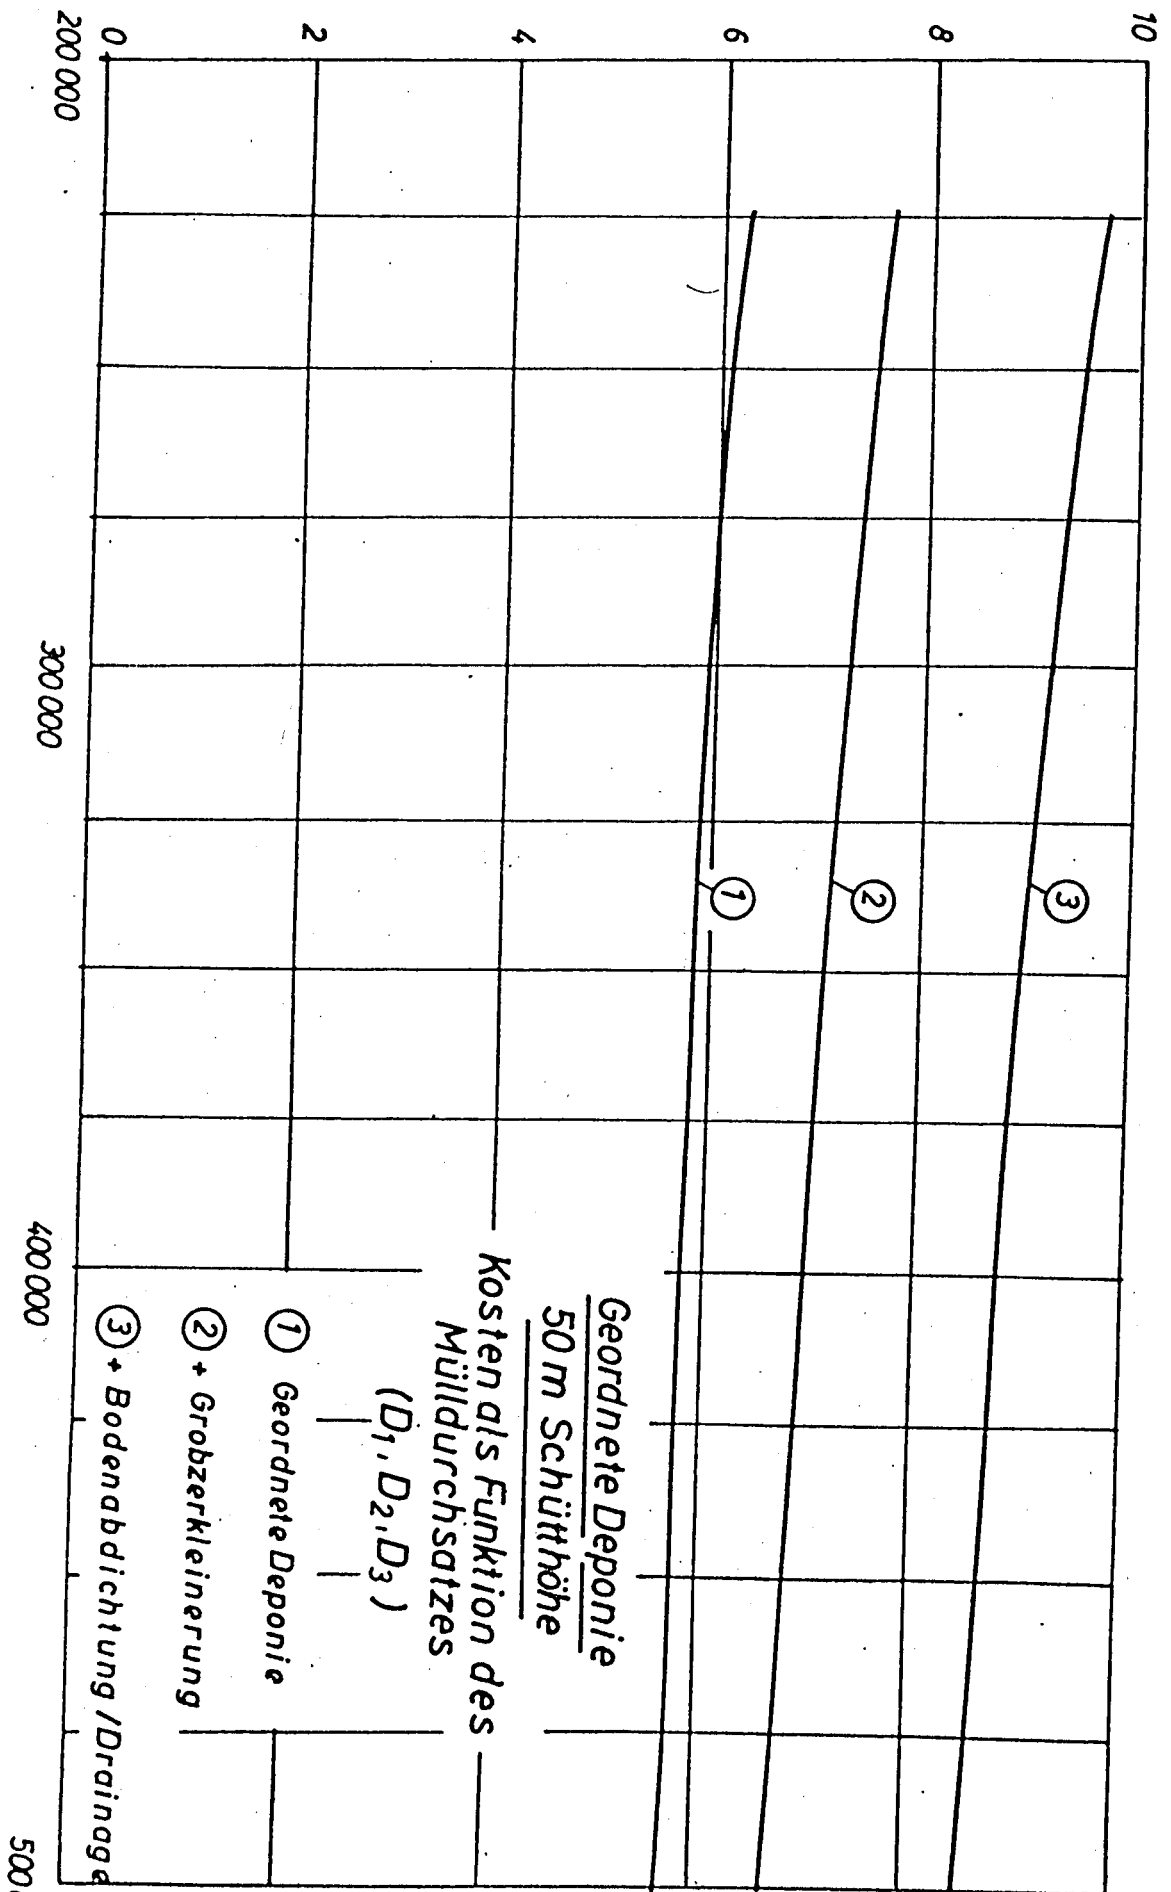 10
8
6
4
2
0
200 000
300 000
400 000
500
③
②
①
Geordnete Deponie
50 m Schütthöhe
Kosten als Funktion des
Mülldurchsatzes
(D1, D2, D3)
① Geordnete Deponie
② + Grobzerkleinerung
③ + Bodenabdichtung / Drainage